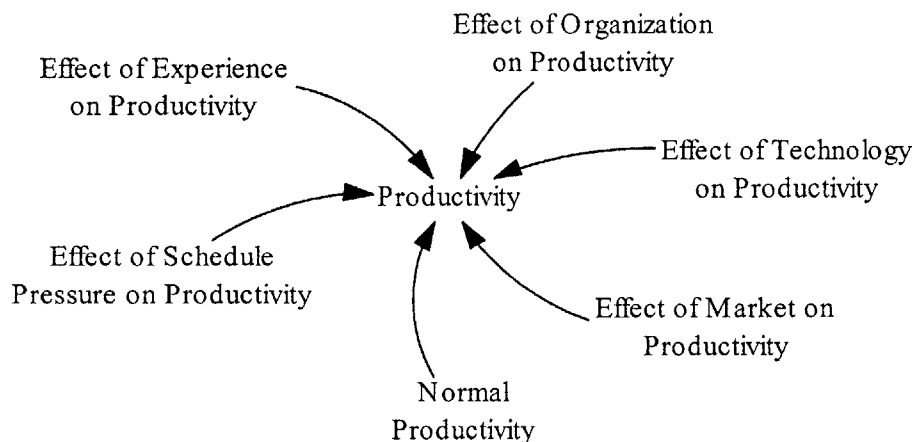 Effect of Organization
on Productivity
Effect of Experience
on Productivity
Effect of Technology
on Productivity
Productivity
Effect of Schedule
Pressure on Productivity
Effect of Market on
Productivity
Normal
Productivity